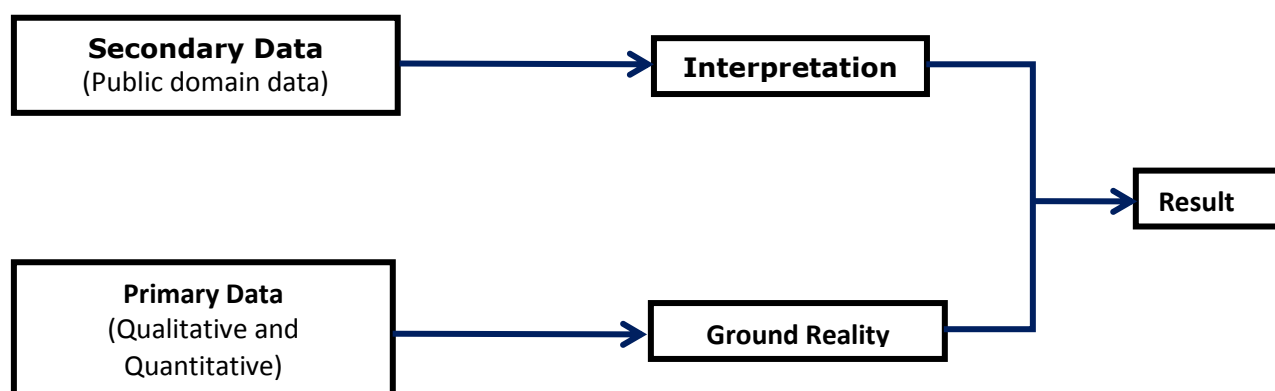 Secondary Data
(Public domain data)
Interpretation
Result
Primary Data
(Qualitative and
Quantitative)
Ground Reality